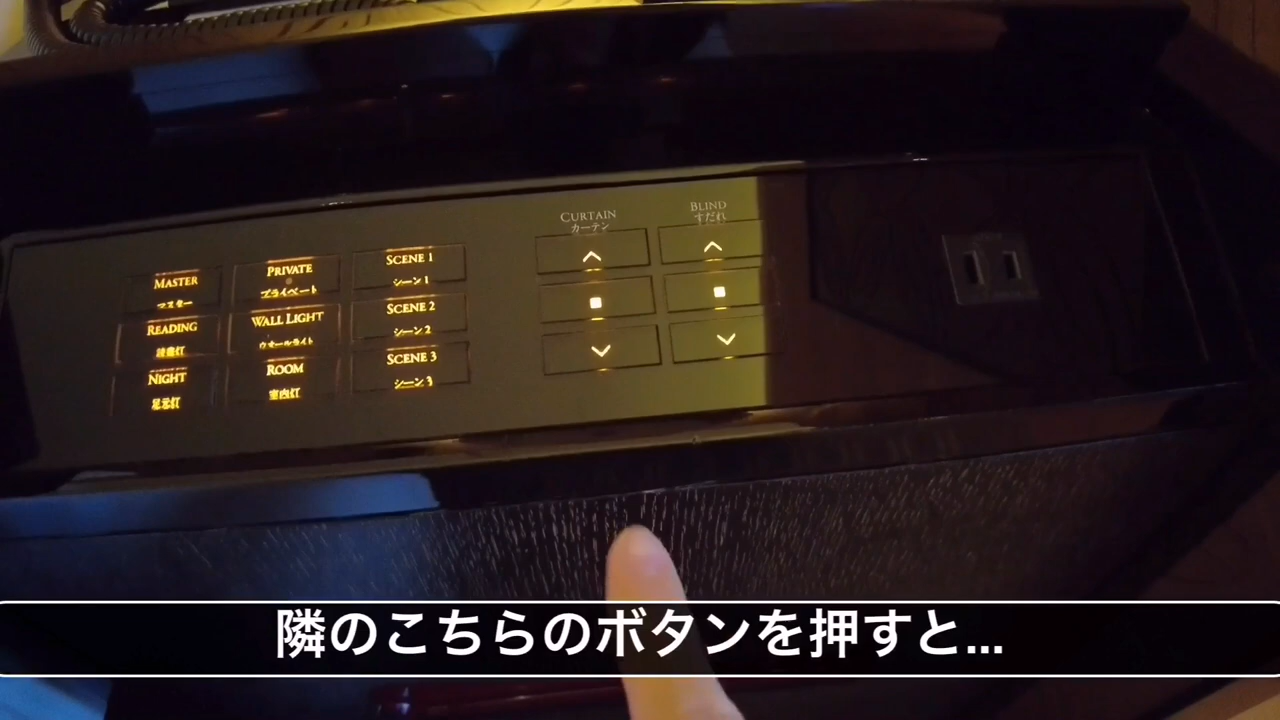 MASTER
マスター
READING
読書灯
NIGHT
足元灯
PRIVATE
プライベート
WALL LIGHT
ウォールライト
ROOM
室内灯
SCENE 1
シーン1
SCENE 2
シーン2
SCENE 3
シーン3
CURTAIN
カーテン
BLIND
すだれ
隣のこちらのボタンを押すと...